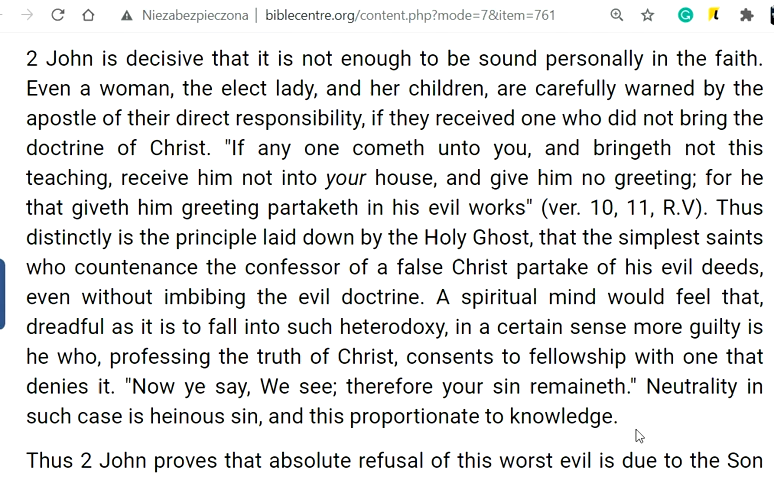 Niezabezpieczona | biblecentre.org/content.php?mode=7&item=761
2 John is decisive that it is not enough to be sound personally in the faith.
Even a woman, the elect lady, and her children, are carefully warned by the
apostle of their direct responsibility, if they received one who did not bring the
doctrine of Christ. "If any one cometh unto you, and bringeth not this
teaching, receive him not into your house, and give him no greeting; for he
that giveth him greeting partaketh in his evil works" (ver. 10, 11, R.V). Thus
distinctly is the principle laid down by the Holy Ghost, that the simplest saints
who countenance the confessor of a false Christ partake of his evil deeds,
even without imbibing the evil doctrine. A spiritual mind would feel that,
dreadful as it is to fall into such heterodoxy, in a certain sense more guilty is
he who, professing the truth of Christ, consents to fellowship with one that
denies it. "Now ye say, We see; therefore your sin remaineth." Neutrality in
such case is heinous sin, and this proportionate to knowledge.
Thus 2 John proves that absolute refusal of this worst evil is due to the Son